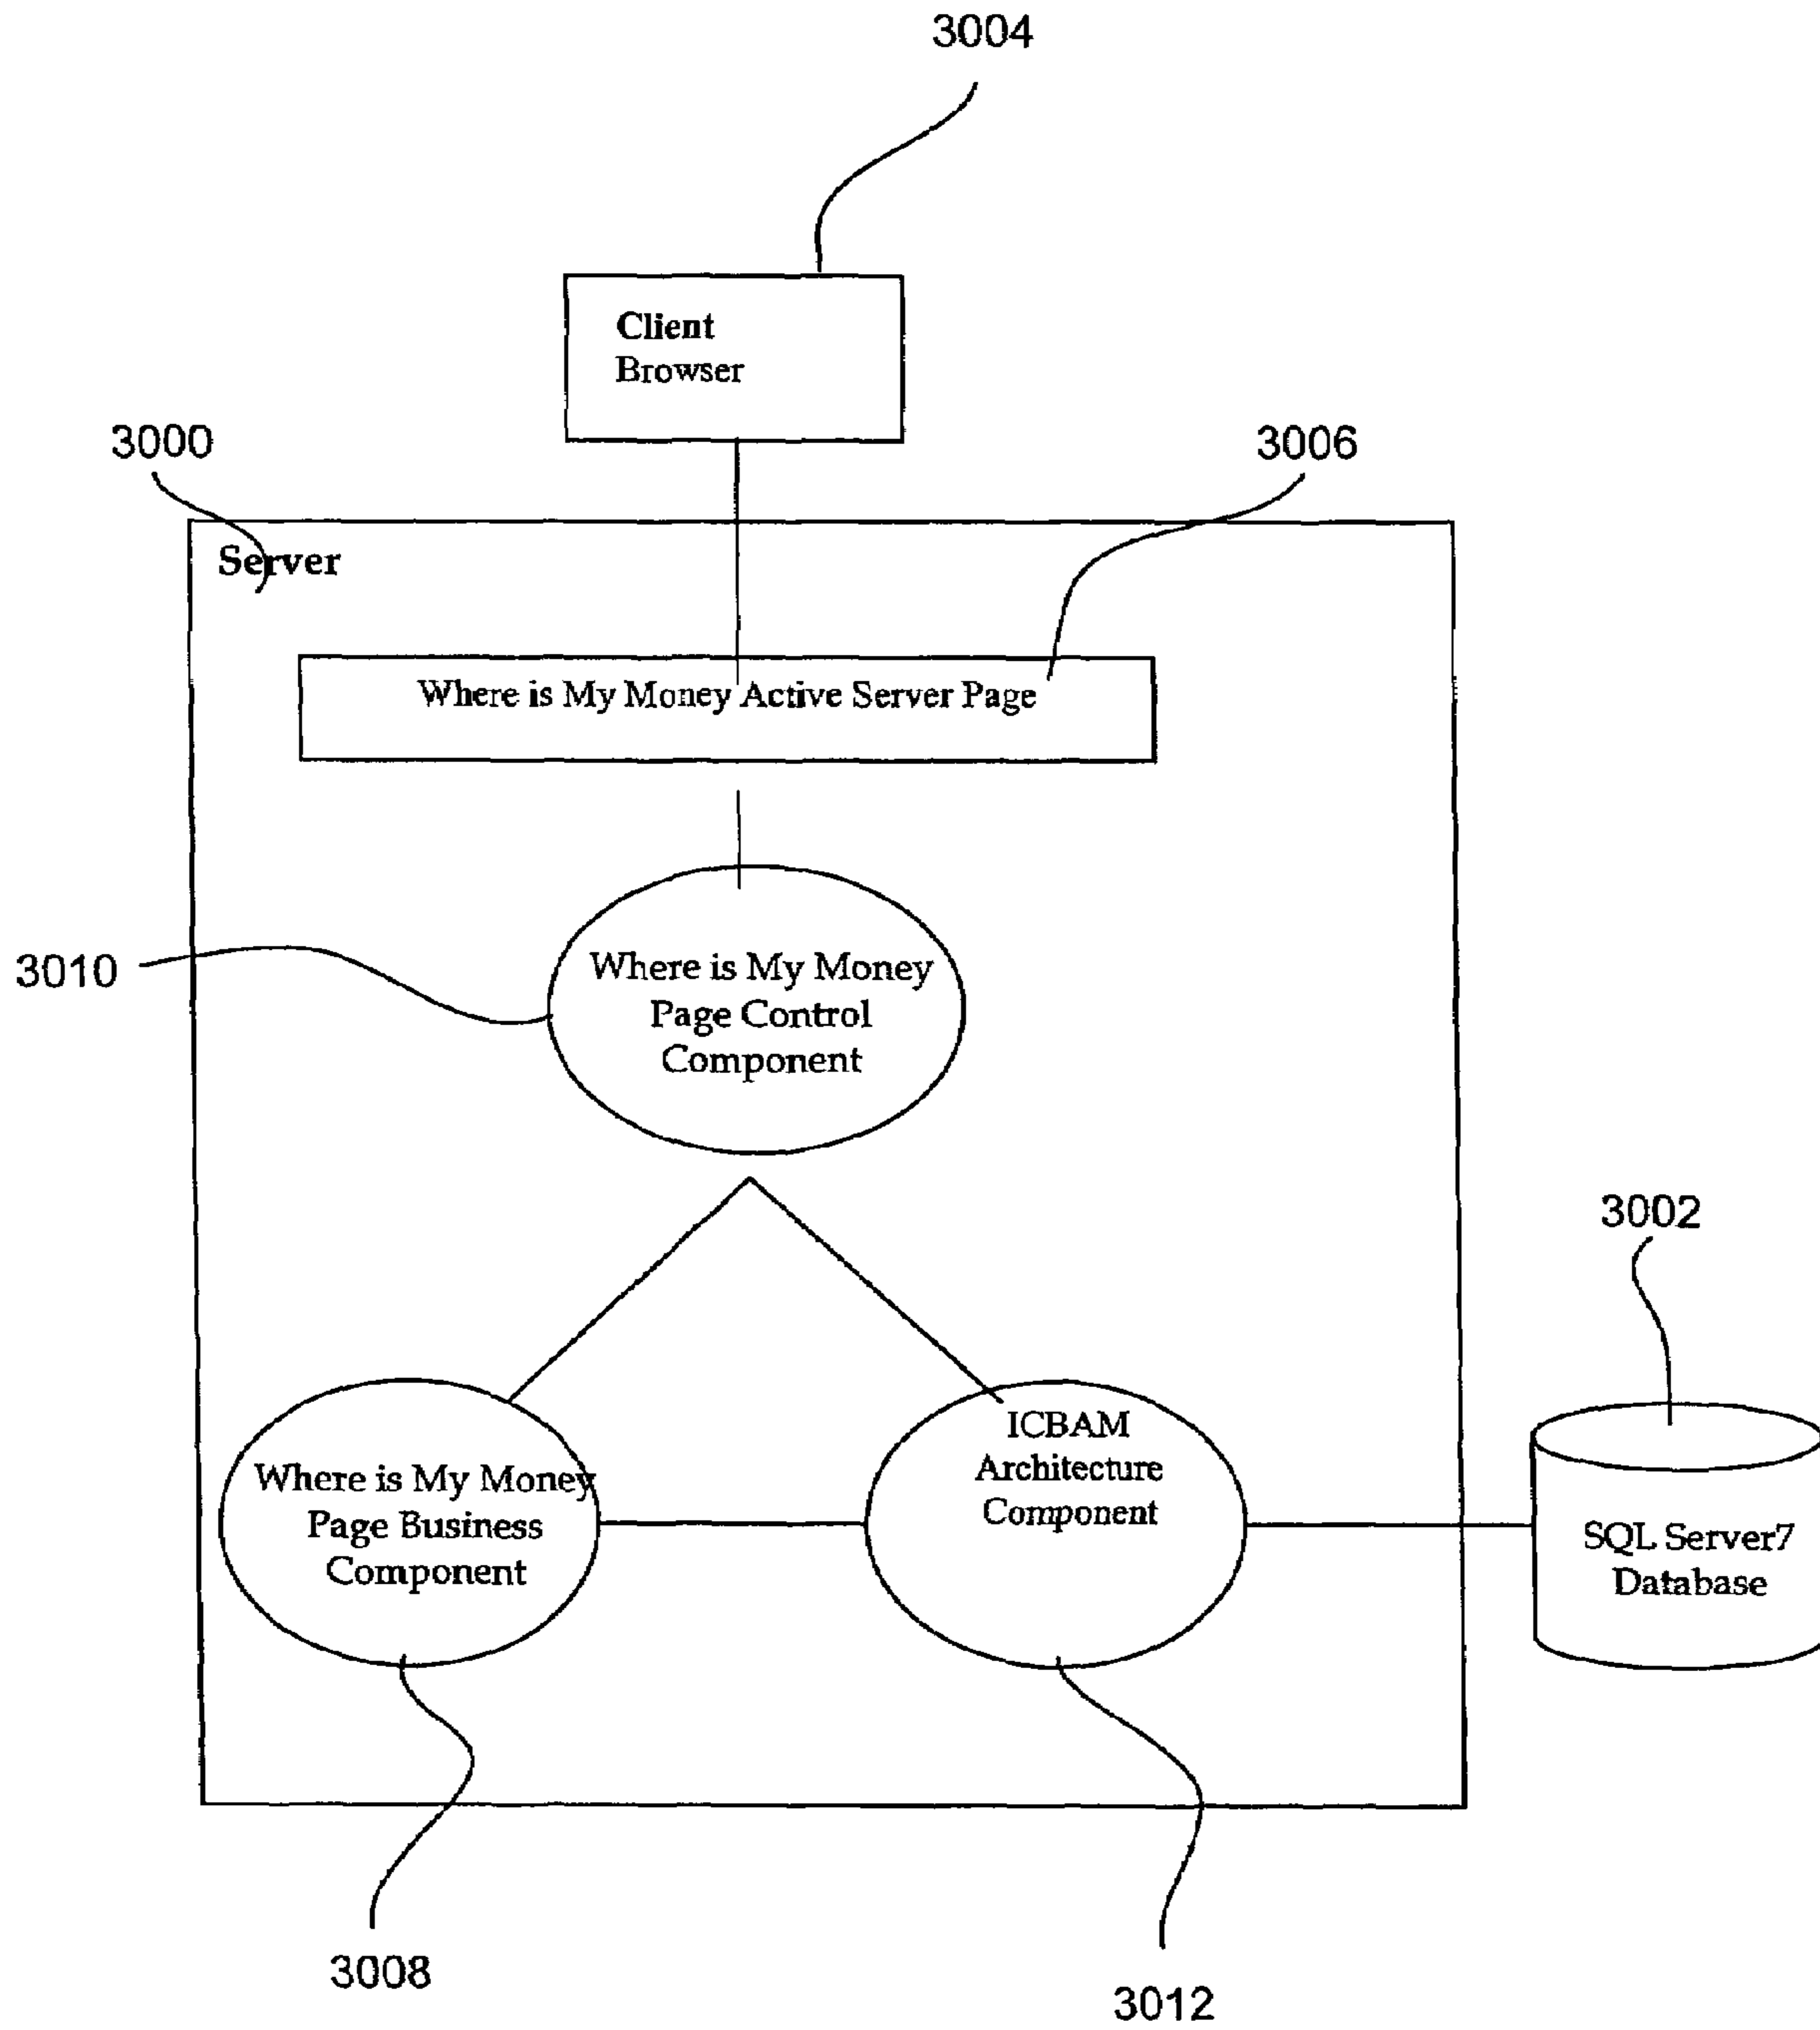 3004
Client
Browser
3000
3006
Server
Where is My Money Active Server Page
3010
Where is My Money
Page Control
Component
3002
ICBAM
Architecture
Component
Where is My Money
Page Business
Component
SQL Server7
Database
3008
3012